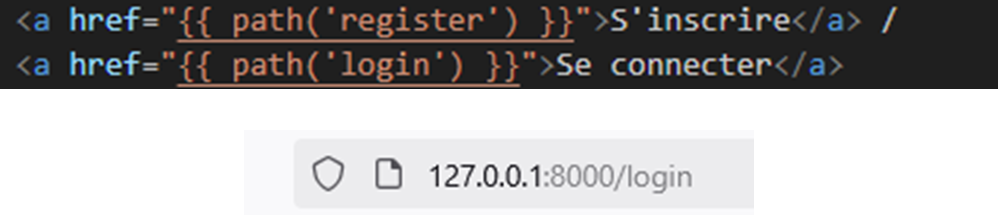 <a href="{{ path('register') }}">S'inscrire</a> /
<a href="{{ path('login') }}">Se connecter</a>
127.0.0.1:8000/login